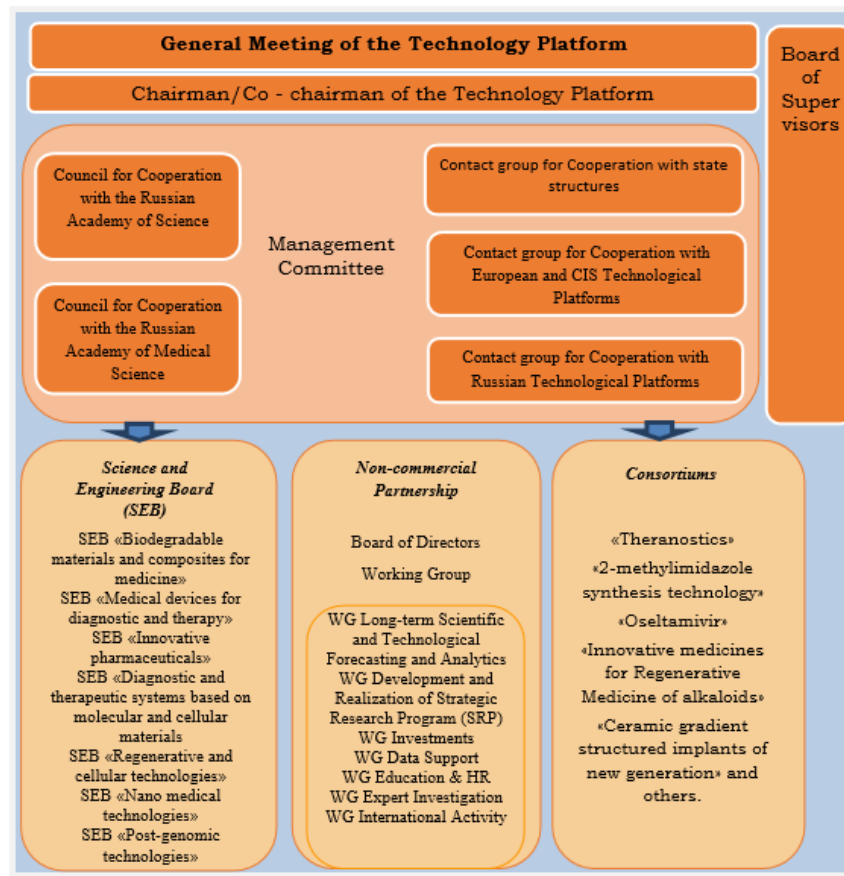 General Meeting of the Technology Platform
Chairman/Co - chairman of the Technology Platform
Board
of
Super
visors
Council for Cooperation
with the Russian
Academy of Science
Council for Cooperation
with the Russian
Academy of Medical
Science
Management
Committee
Contact group for Cooperation with state
structures
Contact group for Cooperation with
European and CIS Technological
Platforms
Contact group for Cooperation with
Russian Technological Platforms
Science and
Engineering Board
(SEB)
SEB «Biodegradable
materials and composites for
medicine»
SEB «Medical devices for
diagnostic and therapy»
SEB «Innovative
pharmaceuticals»
SEB «Diagnostic and
therapeutic systems based on
molecular and cellular
materials
SEB «Regenerative and
cellular technologies»
SEB «Nano medical
technologies»
SEB «Post-genomic
technologies»
Non-commercial
Partnership
Board of Directors
Working Group
WG Long-term Scientific
and Technological
Forecasting and Analytics
WG Development and
Realization of Strategic
Research Program (SRP)
WG Investments
WG Data Support
WG Education & HR
WG Expert Investigation
WG International Activity
Consortiums
«Theranostics»
«2-methylimidazole
synthesis technology»
«Oseltamivir»
«Innovative medicines
for Regenerative
Medicine of alkaloids»
«Ceramic gradient
structured implants of
new generation» and
others.